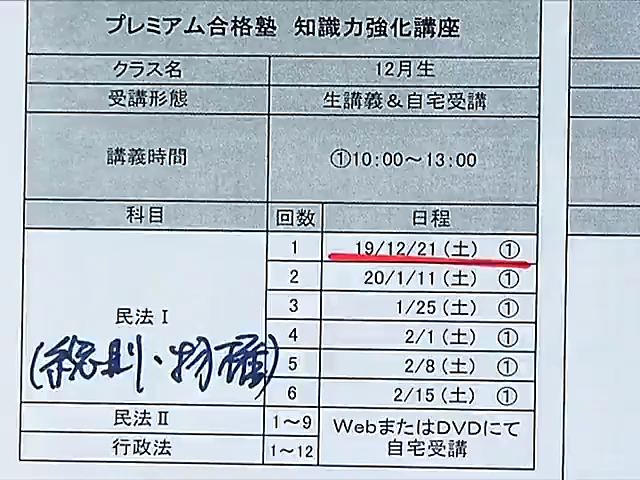 プレミアム合格塾 知識力強化講座
クラス名 12月生
受講形態 生講義＆自宅受講
講義時間 ①10:00～13:00
科目 回数 日程
民法Ⅰ
(総則・物権)
1 19/12/21(土) ①
2 20/1/11(土) ①
3 1/25(土) ①
4 2/1(土) ①
5 2/8(土) ①
6 2/15(土) ①
民法Ⅱ 1～9 WebまたはDVDにて
行政法 1～12 自宅受講